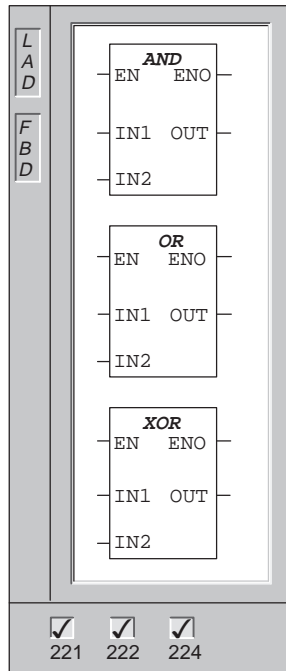 L
A
D
F
B
D
AND
EN ENO
IN1 OUT
IN2
OR
EN ENO
IN1 OUT
IN2
XOR
EN ENO
IN1 OUT
IN2
221 222 224